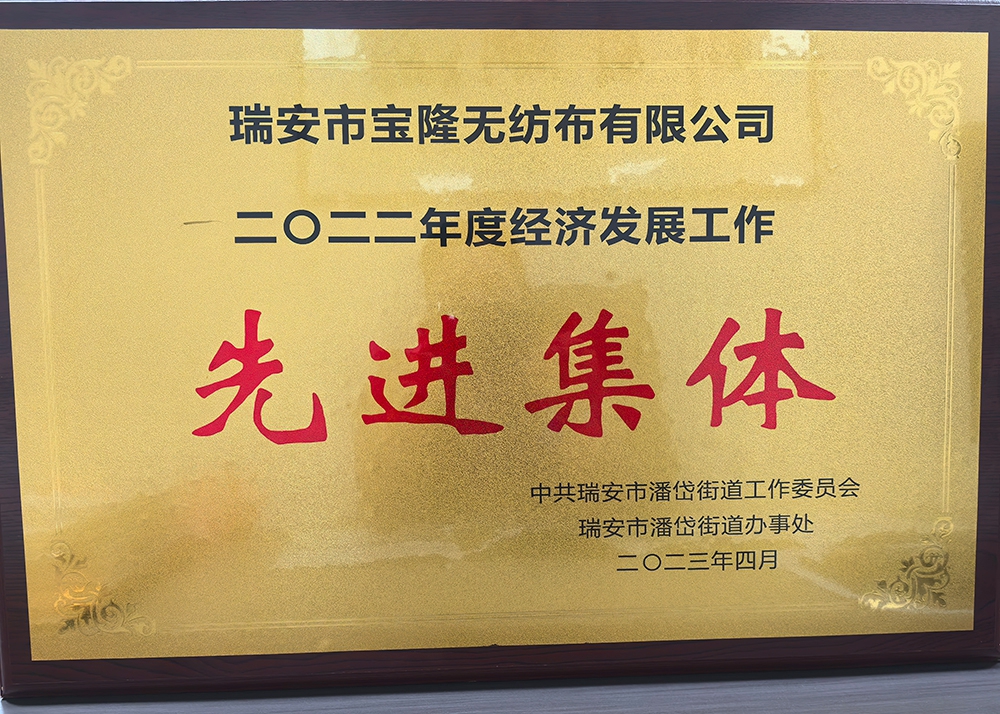 瑞安市宝隆无纺布有限公司
二〇二二年度经济发展工作
先进集体
中共瑞安市潘岱街道工作委员会
瑞安市潘岱街道办事处
二〇二三年四月